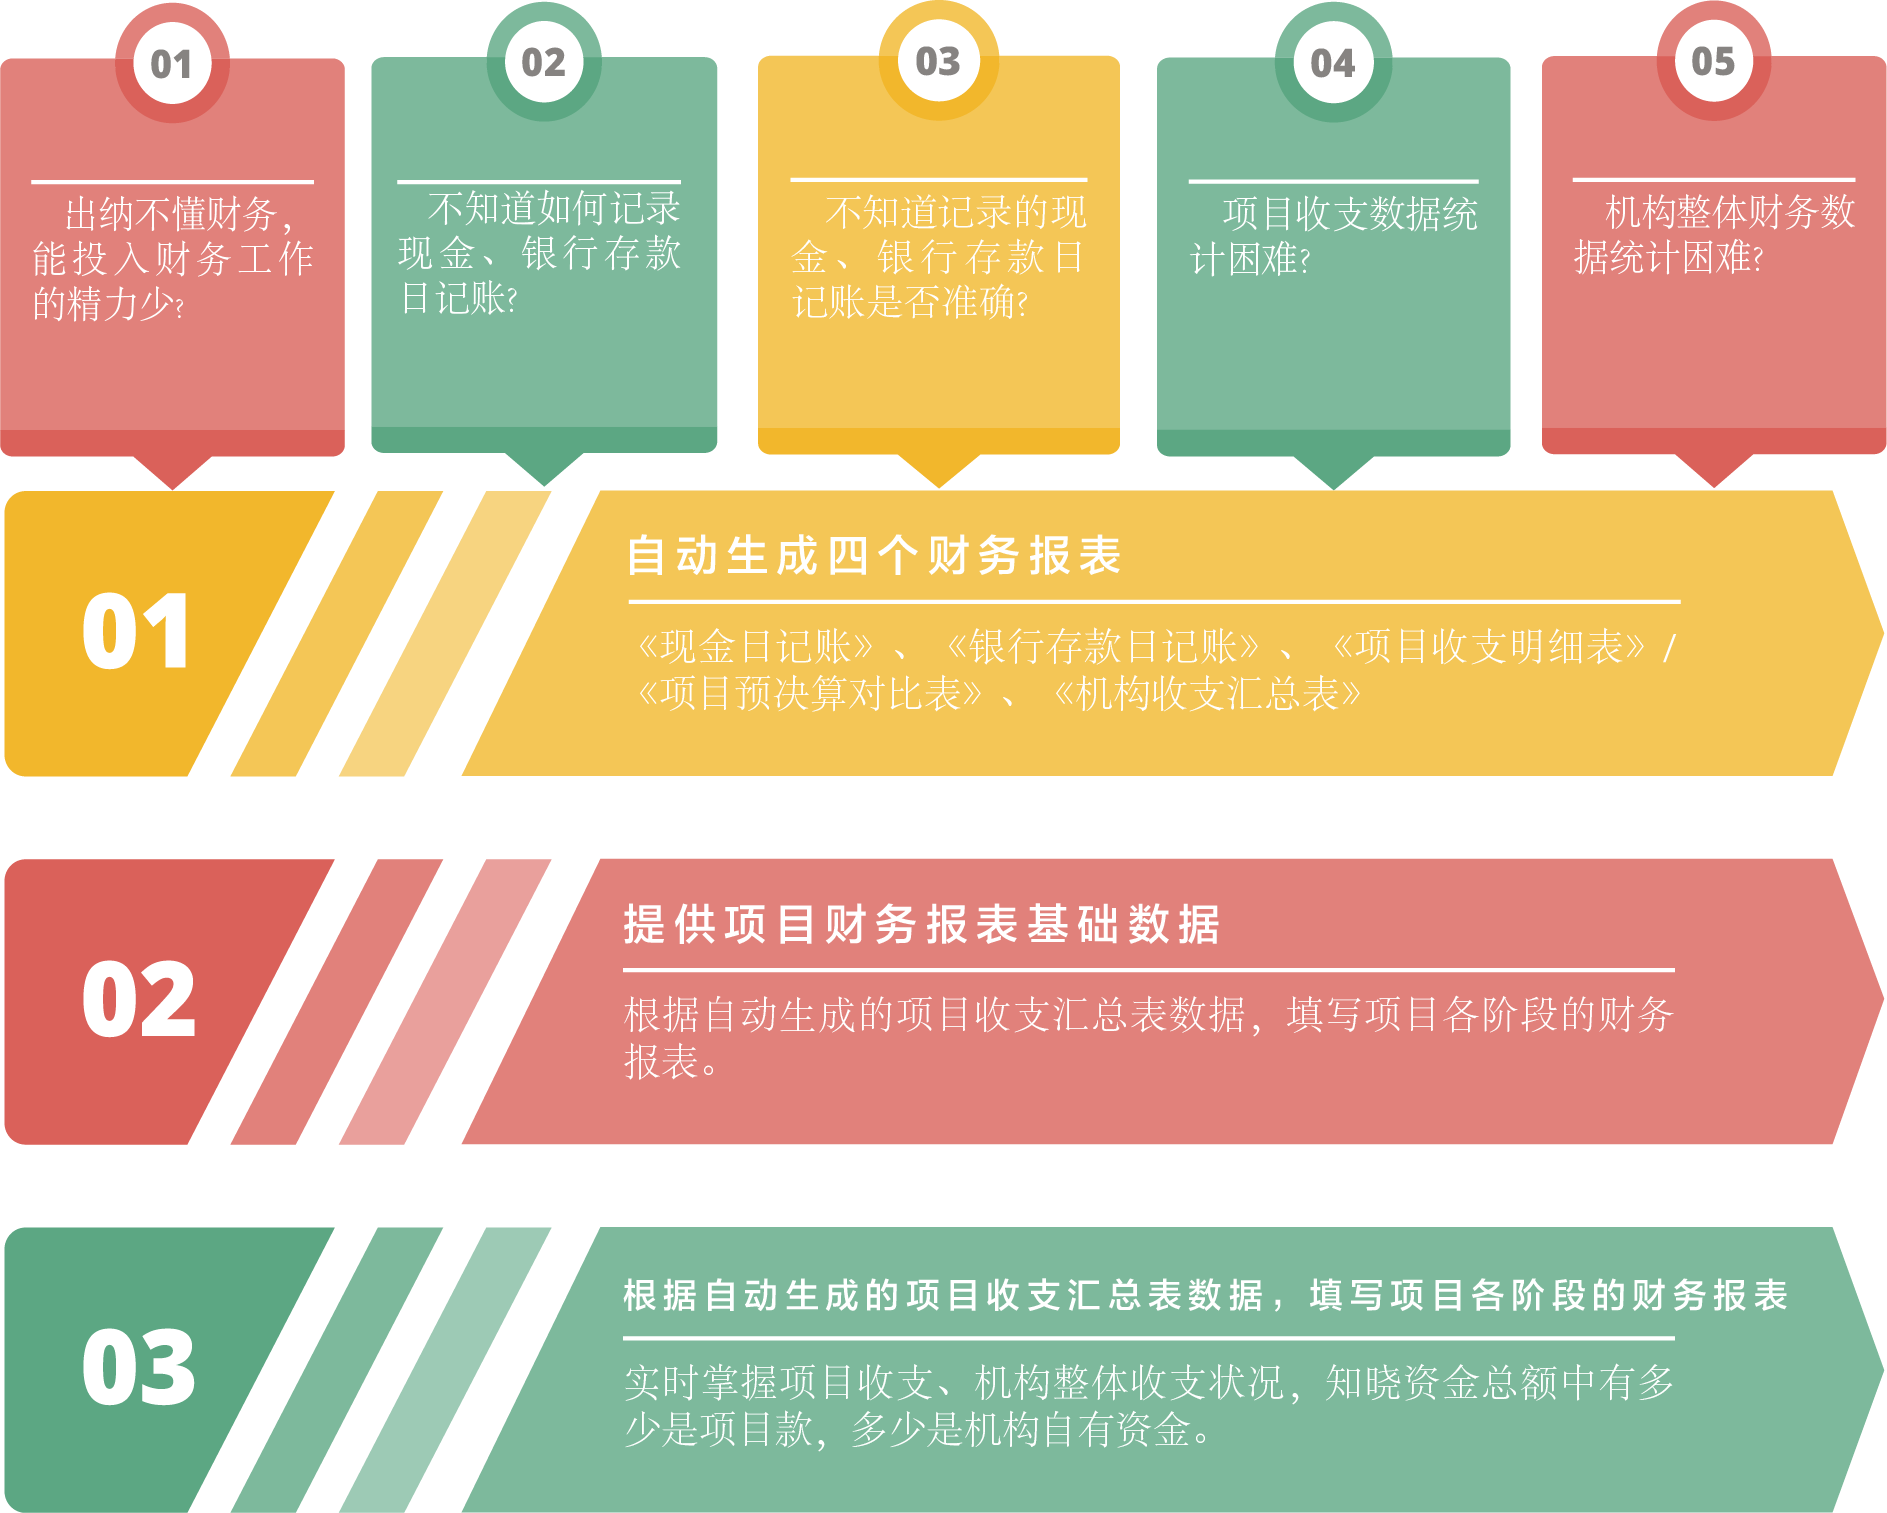 01
出纳不懂财务，
能投入财务工作
的精力少?
02
不知道如何记录
现金、银行存款
日记账?
03
不知道记录的现
金、银行存款日
记账是否准确?
04
项目收支数据统
计困难?
05
机构整体财务数
据统计困难?
01
自动生成四个财务报表
《现金日记账》、《银行存款日记账》、《项目收支明细表》/
《项目预决算对比表》、《机构收支汇总表》
02
提供项目财务报表基础数据
根据自动生成的项目收支汇总表数据，填写项目各阶段的财务
报表。
03
根据自动生成的项目收支汇总表数据，填写项目各阶段的财务报表
实时掌握项目收支、机构整体收支状况，知晓资金总额中有多
少是项目款，多少是机构自有资金。